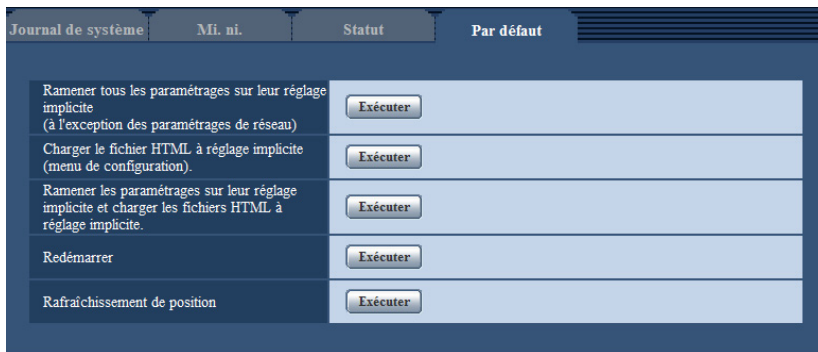 Journal de système Mi. ni. Statut Par défaut
Ramener tous les paramétrages sur leur réglage
implicite
(à l'exception des paramétrages de réseau)
Exécuter
Charger le fichier HTML à réglage implicite
(menu de configuration).
Exécuter
Ramener les paramétrages sur leur réglage
implicite et charger les fichiers HTML à
réglage implicite.
Exécuter
Redémarrer
Exécuter
Rafraîchissement de position
Exécuter